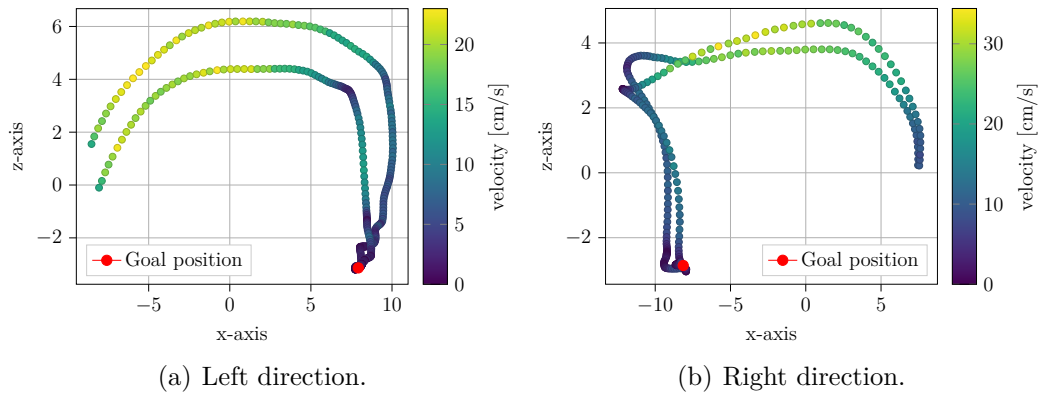 6
4
2
0
−2
z-axis
−5
0
5
10
x-axis
Goal position
20
15
10
5
0
velocity [cm/s]
(a) Left direction.
4
2
0
−2
z-axis
−10
−5
0
5
x-axis
Goal position
30
20
10
0
velocity [cm/s]
(b) Right direction.